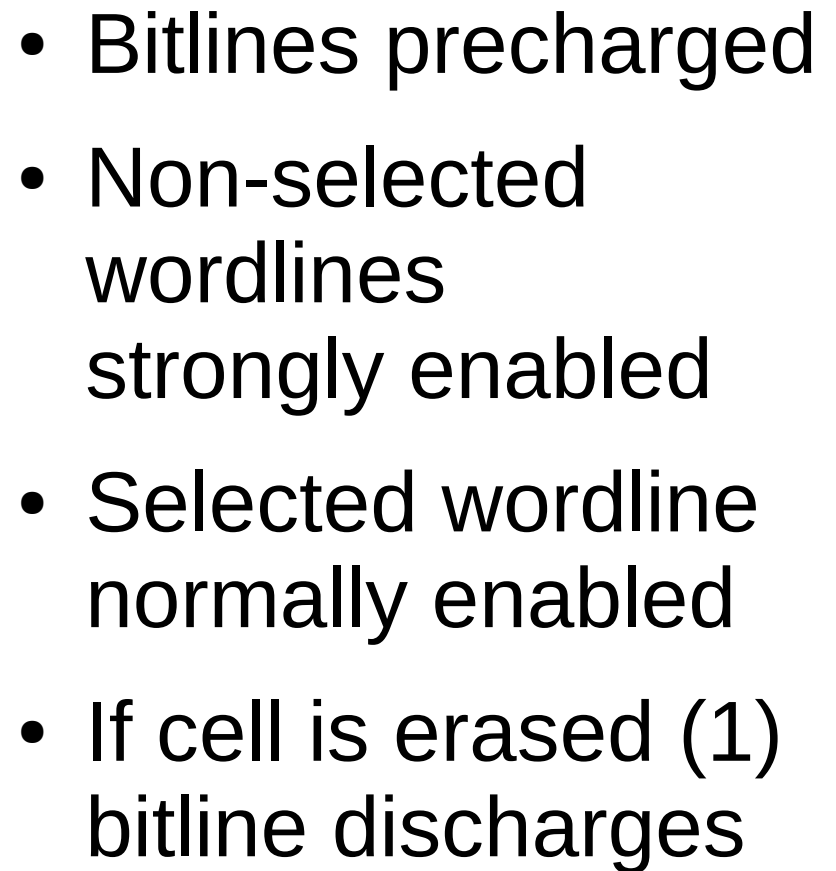 • Bitlines precharged
• Non-selected
wordlines
strongly enabled
• Selected wordline
normally enabled
• If cell is erased (1)
bitline discharges